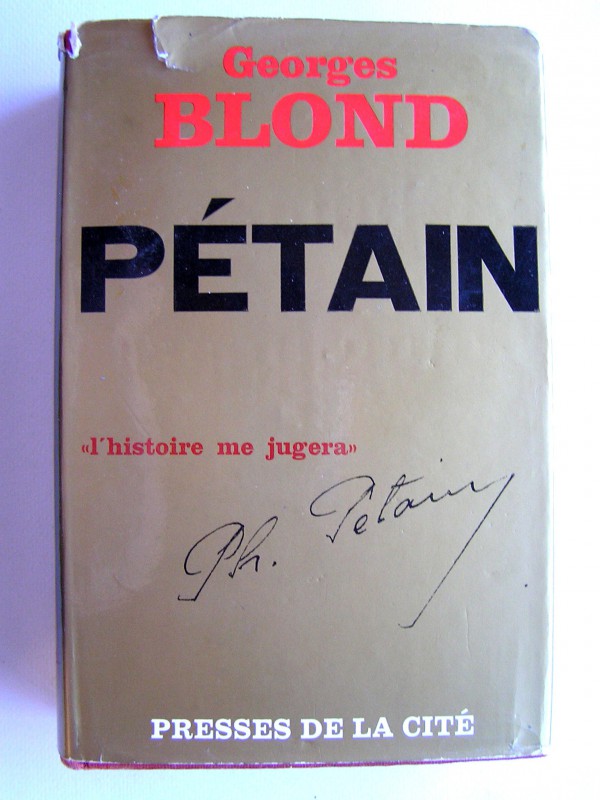 Georges
BLOND
PÉTAIN
«l'histoire me jugera»
Ph. Pétain
PRESSES DE LA CITÉ